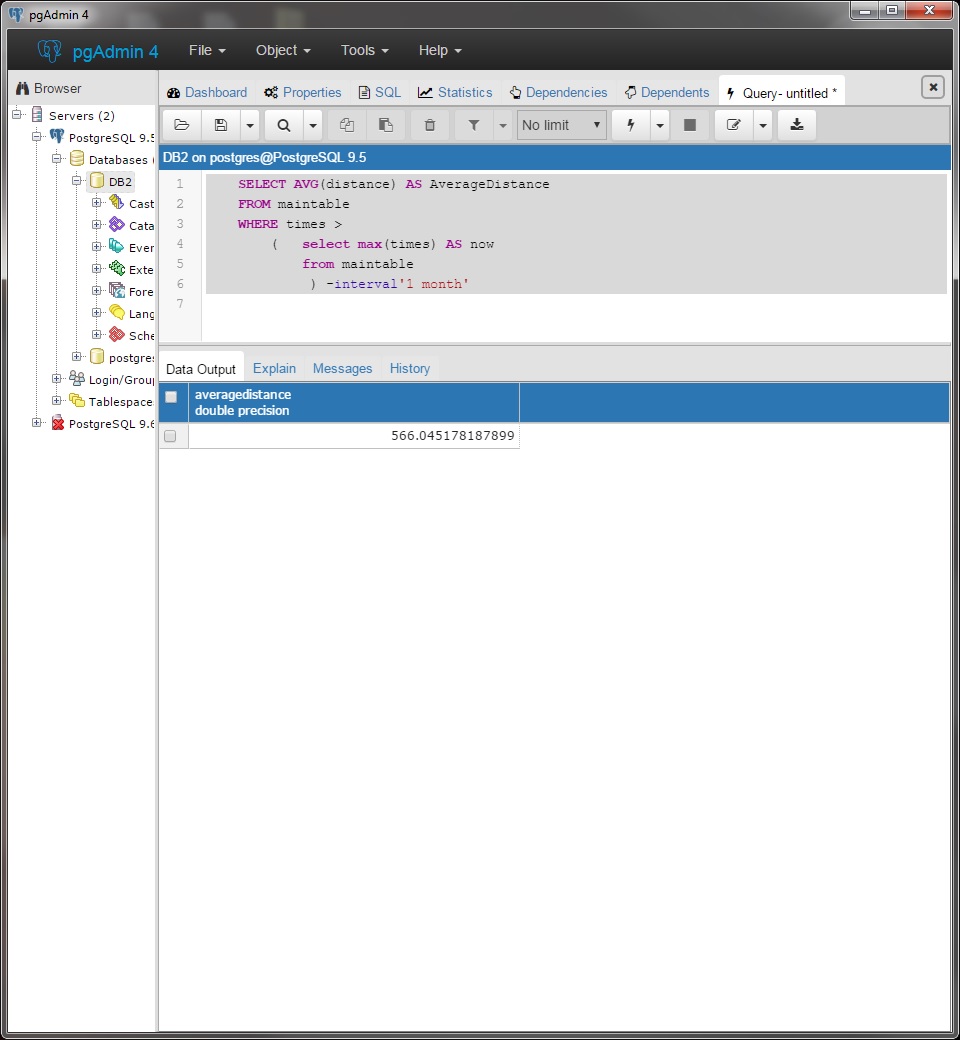 pgAdmin 4
pgAdmin 4 File Object Tools Help
Browser
Servers (2)
PostgreSQL 9.5
Databases (
DB2
Cast
Cata
Even
Exte
Fore
Lang
Sche
postgres
Login/Grou
Tablespace
PostgreSQL 9.6
Dashboard Properties SQL Statistics Dependencies Dependents Query- untitled *
No limit
DB2 on postgres@PostgreSQL 9.5
1 SELECT AVG(distance) AS AverageDistance
2 FROM maintable
3 WHERE times >
4 ( select max(times) AS now
5 from maintable
6 ) -interval'1 month'
7
Data Output Explain Messages History
averagedistance
double precision
566.045178187899